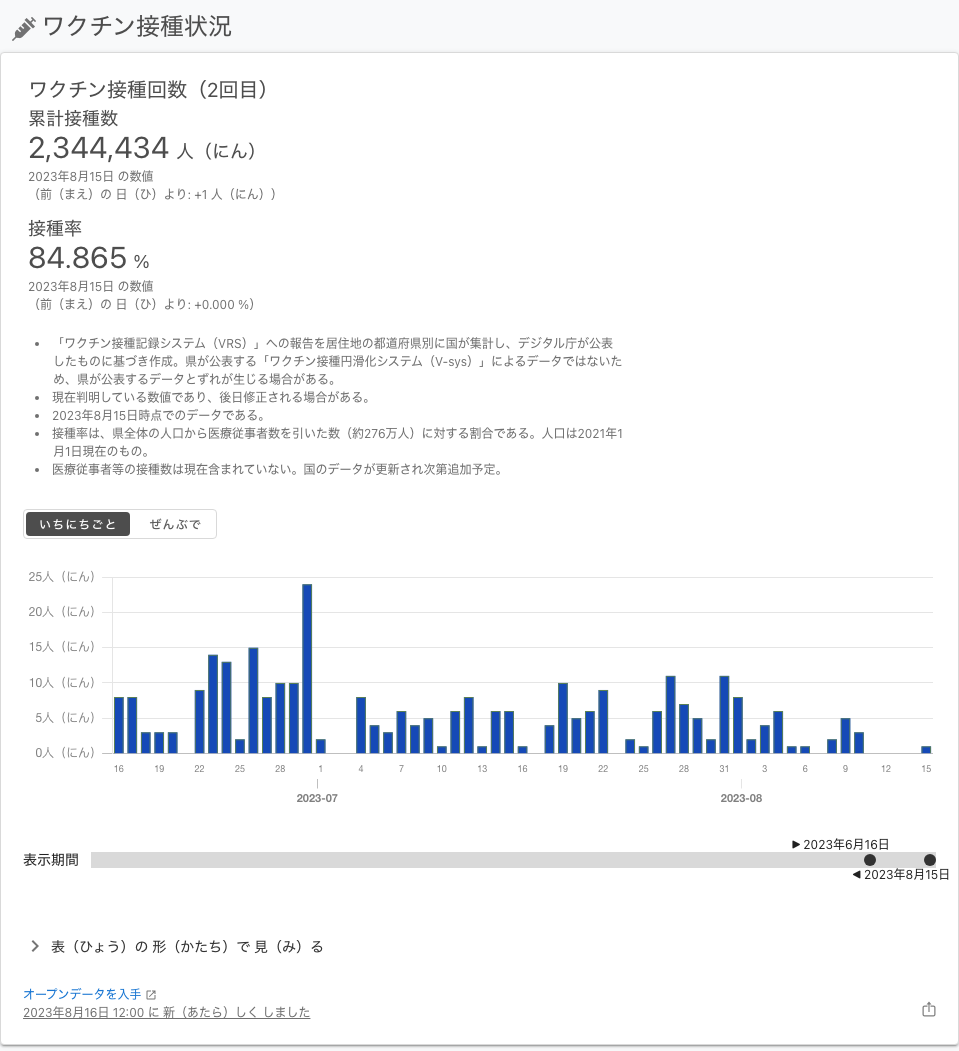 ワクチン接種状況
ワクチン接種回数（2回目）
累計接種数
2,344,434 人（にん）
2023年8月15日 の数値
（前（まえ）の 日（ひ）より: +1 人（にん））
接種率
84.865 %
2023年8月15日 の数値
（前（まえ）の 日（ひ）より: +0.000 %）
• 「ワクチン接種記録システム（VRS）」への報告を居住地の都道府県別に国が集計し、デジタル庁が公表
したものに基づき作成。県が公表する「ワクチン接種円滑化システム（V-sys）」によるデータではないた
め、県が公表するデータとずれが生じる場合がある。
• 現在判明している数値であり、後日修正される場合がある。
• 2023年8月15日時点でのデータである。
• 接種率は、県全体の人口から医療従事者数を引いた数（約276万人）に対する割合である。人口は2021年1
月1日現在のもの。
• 医療従事者等の接種数は現在含まれていない。国のデータが更新され次第追加予定。
いちにちごと ぜんぶで
25人（にん）
20人（にん）
15人（にん）
10人（にん）
5人（にん）
0人（にん）
16 19 22 25 28 1 4 7 10 13 16 19 22 25 28 31 3 6 9 12 15
2023-07 2023-08
▶ 2023年6月16日
表示期間
◀ 2023年8月15日
表（ひょう）の 形（かたち）で 見（み）る
オープンデータを入手
2023年8月16日 12:00 に 新（あたら）しく しました